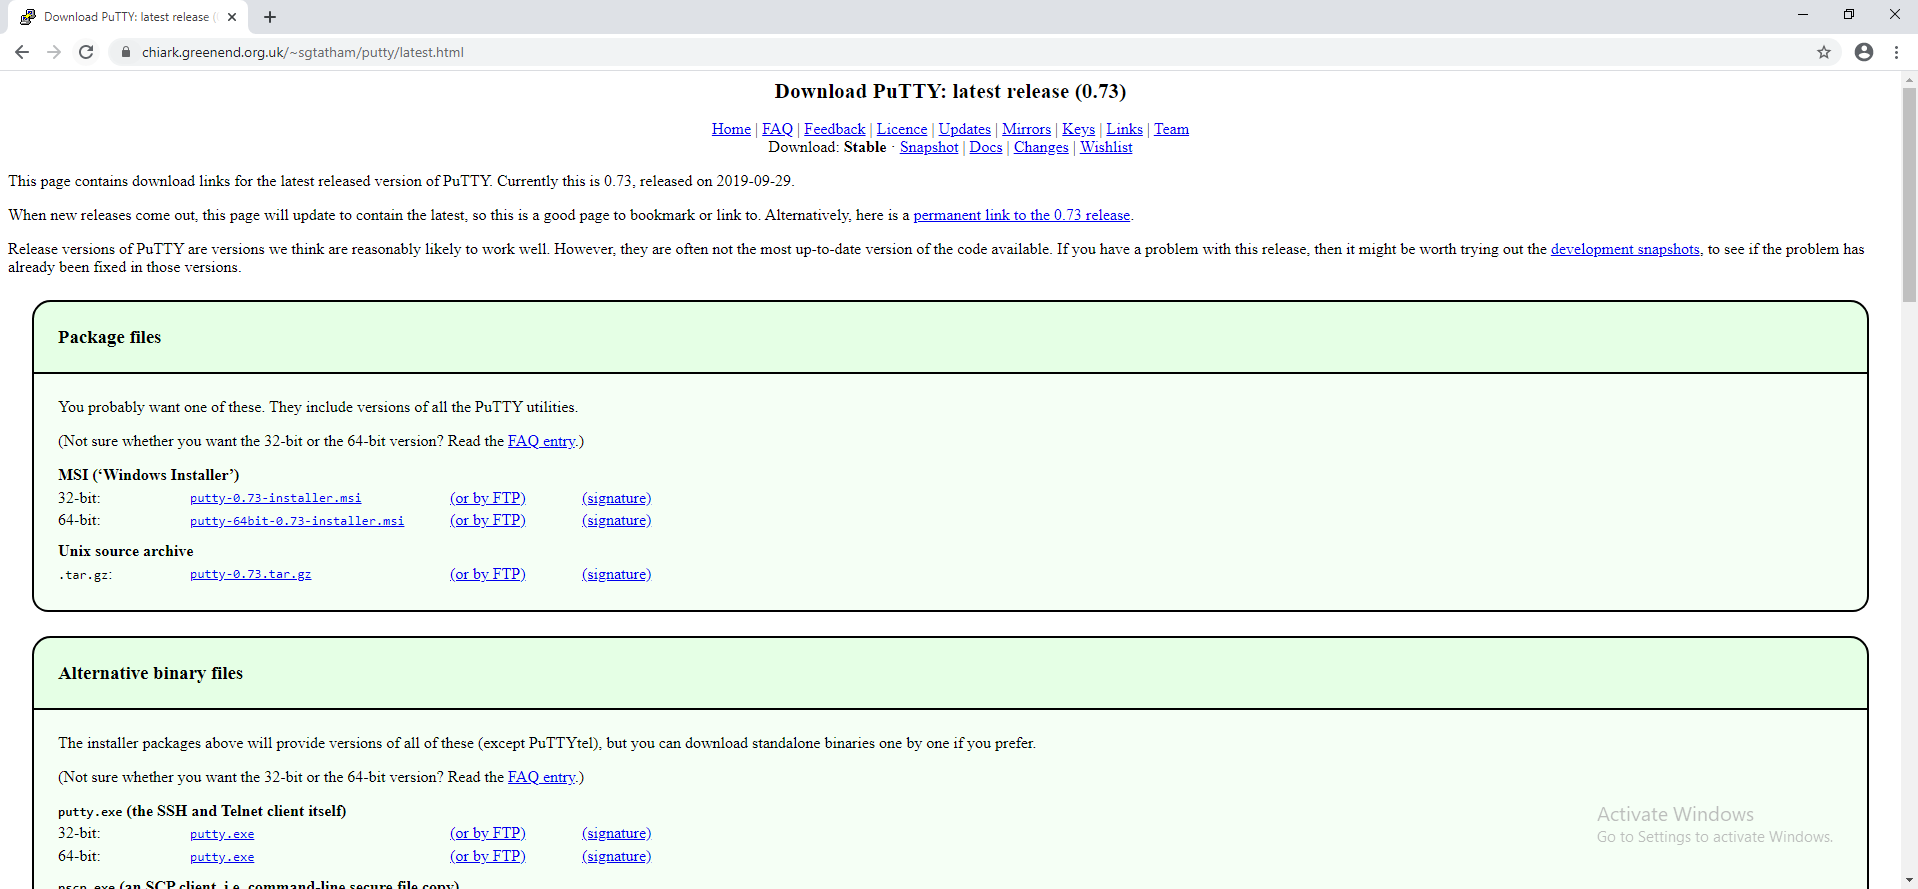 Download PuTTY: latest release (
chiark.greenend.org.uk/~sgtatham/putty/latest.html
Download PuTTY: latest release (0.73)
Home | FAQ | Feedback | Licence | Updates | Mirrors | Keys | Links | Team
Download: Stable · Snapshot | Docs | Changes | Wishlist
This page contains download links for the latest released version of PuTTY. Currently this is 0.73, released on 2019-09-29.
When new releases come out, this page will update to contain the latest, so this is a good page to bookmark or link to. Alternatively, here is a permanent link to the 0.73 release.
Release versions of PuTTY are versions we think are reasonably likely to work well. However, they are often not the most up-to-date version of the code available. If you have a problem with this release, then it might be worth trying out the development snapshots, to see if the problem has
already been fixed in those versions.
Package files
You probably want one of these. They include versions of all the PuTTY utilities.
(Not sure whether you want the 32-bit or the 64-bit version? Read the FAQ entry.)
MSI (‘Windows Installer’)
32-bit: putty-0.73-installer.msi (or by FTP) (signature)
64-bit: putty-64bit-0.73-installer.msi (or by FTP) (signature)
Unix source archive
.tar.gz: putty-0.73.tar.gz (or by FTP) (signature)
Alternative binary files
The installer packages above will provide versions of all of these (except PuTTYtel), but you can download standalone binaries one by one if you prefer.
(Not sure whether you want the 32-bit or the 64-bit version? Read the FAQ entry.)
putty.exe (the SSH and Telnet client itself)
32-bit: putty.exe (or by FTP) (signature)
64-bit: putty.exe (or by FTP) (signature)
pscp.exe (an SCP client, i.e. command-line secure file copy)
Activate Windows
Go to Settings to activate Windows.